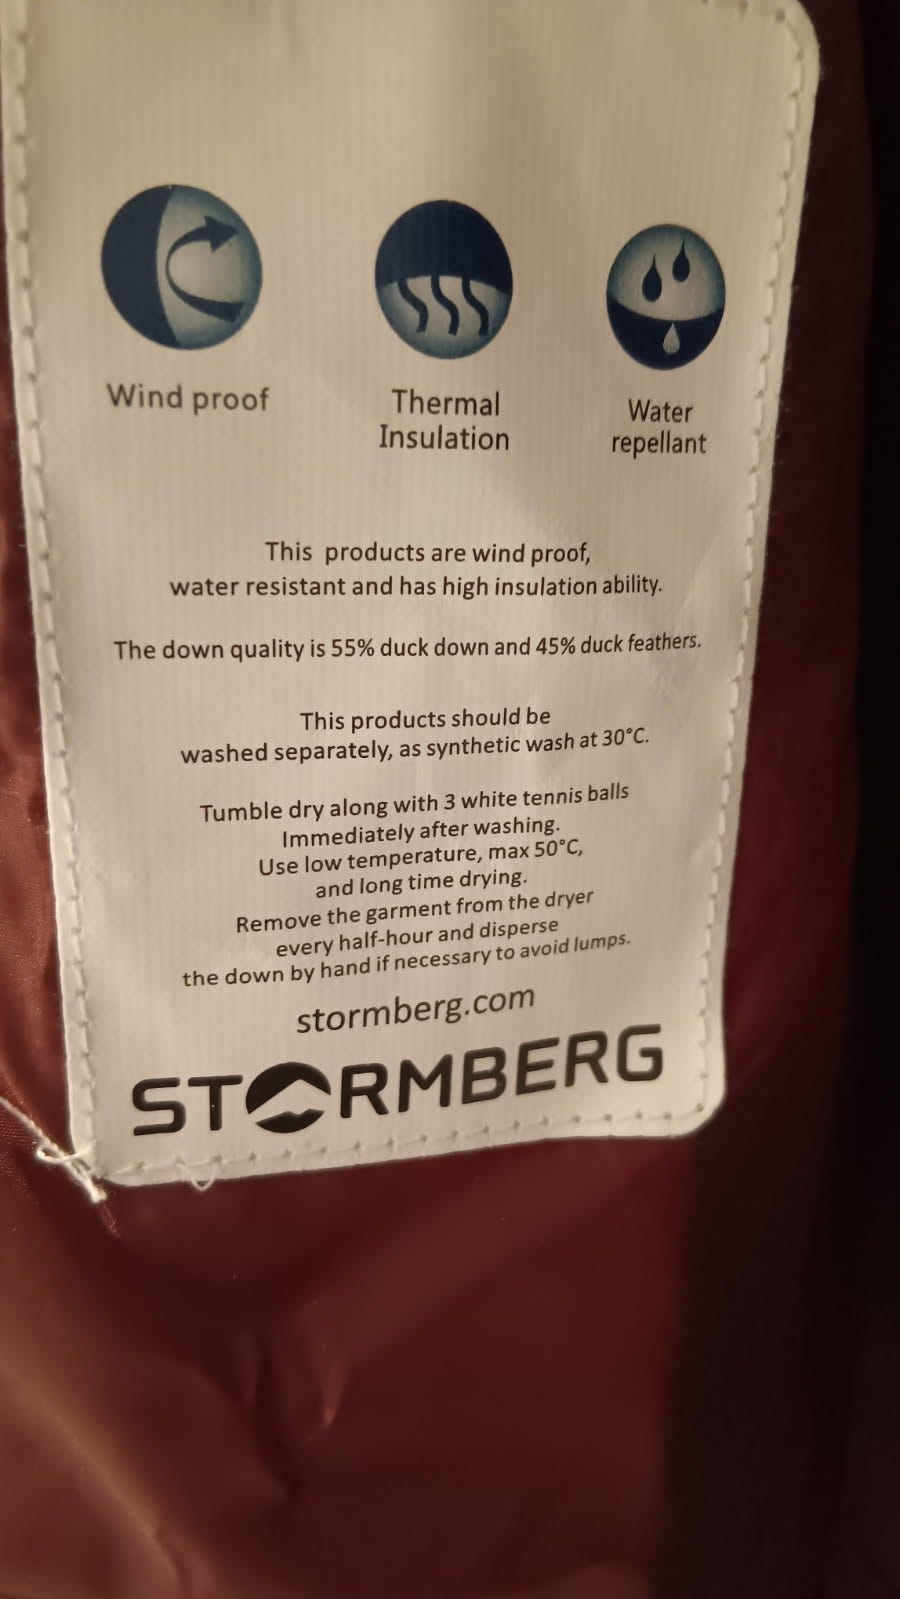 Wind proof
Thermal
Insulation
Water
repellant
This products are wind proof,
water resistant and has high insulation ability.
The down quality is 55% duck down and 45% duck feathers.
This products should be
washed separately, as synthetic wash at 30°C.
Tumble dry along with 3 white tennis balls
Immediately after washing.
Use low temperature, max 50°C,
and long time drying.
Remove the garment from the dryer
every half-hour and disperse
the down by hand if necessary to avoid lumps.
stormberg.com
STORMBERG